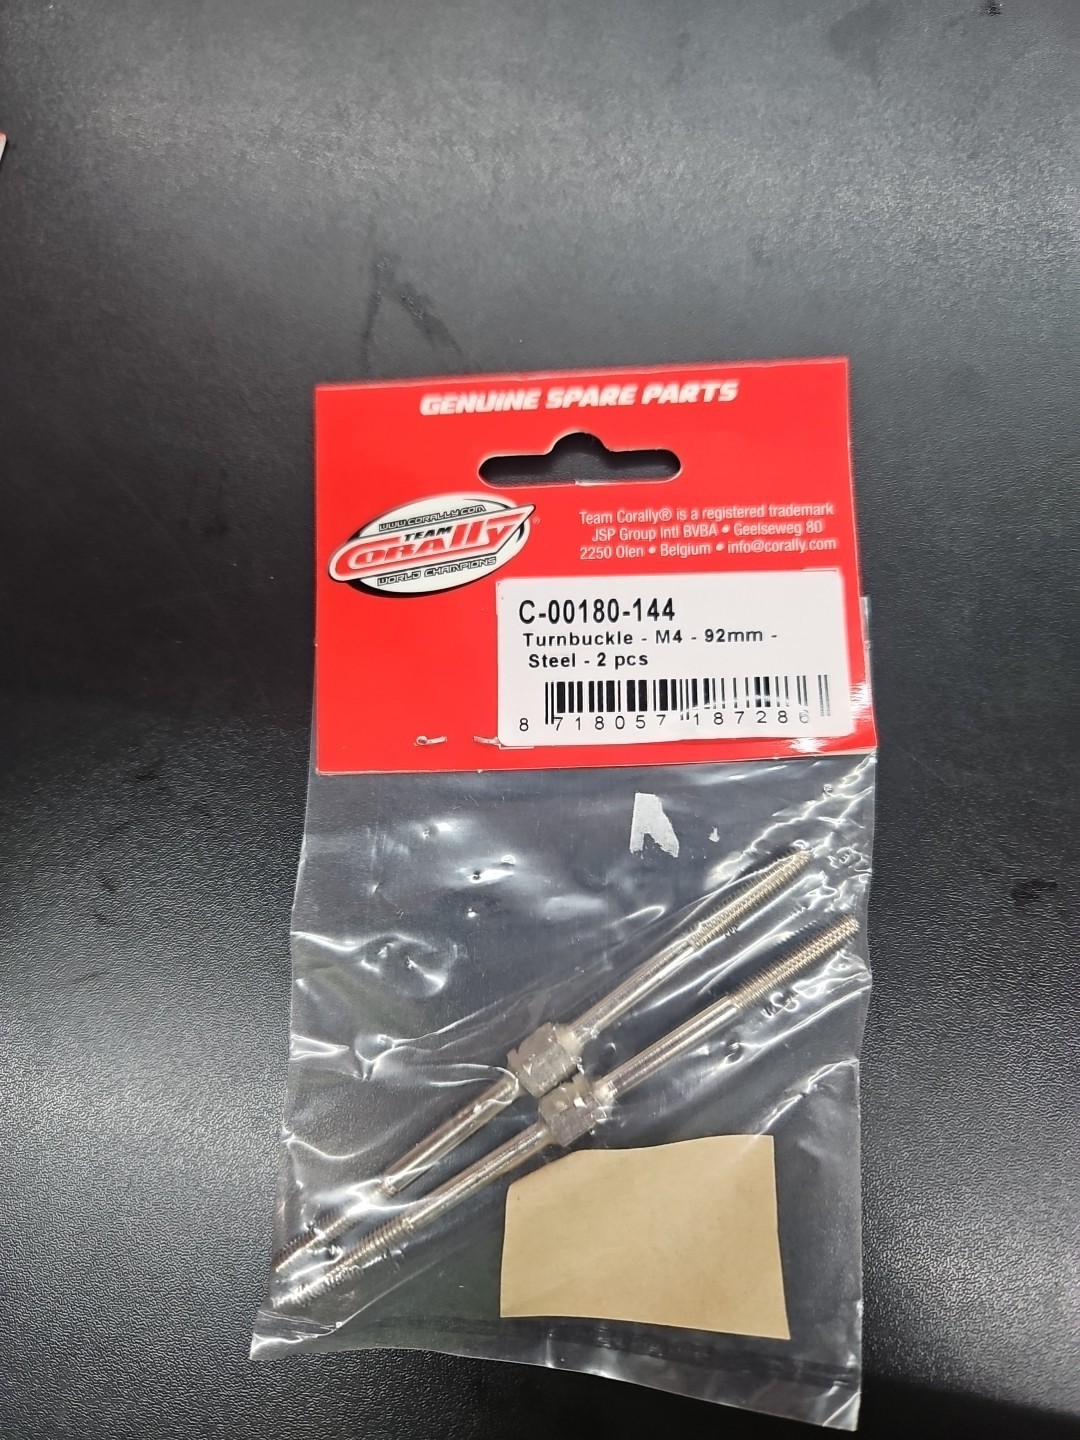 GENUINE SPARE PARTS
WWW.CORALLY.COM
TEAM
CORALLY
WORLD CHAMPIONS
Team Corally® is a registered trademark
JSP Group Intl BVBA • Geelseweg 80
2250 Olen • Belgium • info@corally.com
C-00180-144
Turnbuckle - M4 - 92mm -
Steel - 2 pcs
8 718057 187286